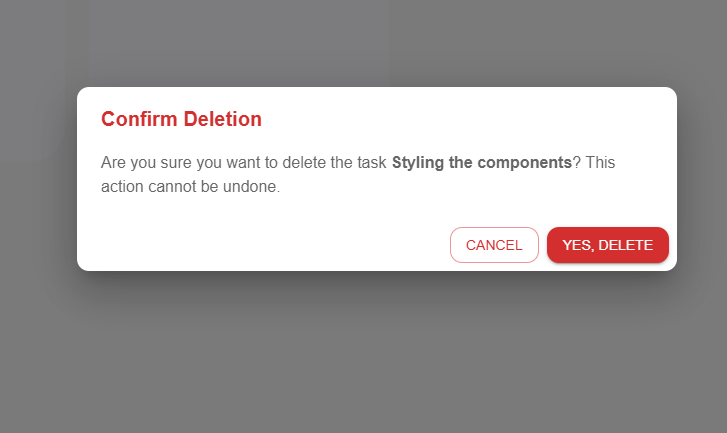 Confirm Deletion
Are you sure you want to delete the task Styling the components? This
action cannot be undone.
CANCEL
YES, DELETE